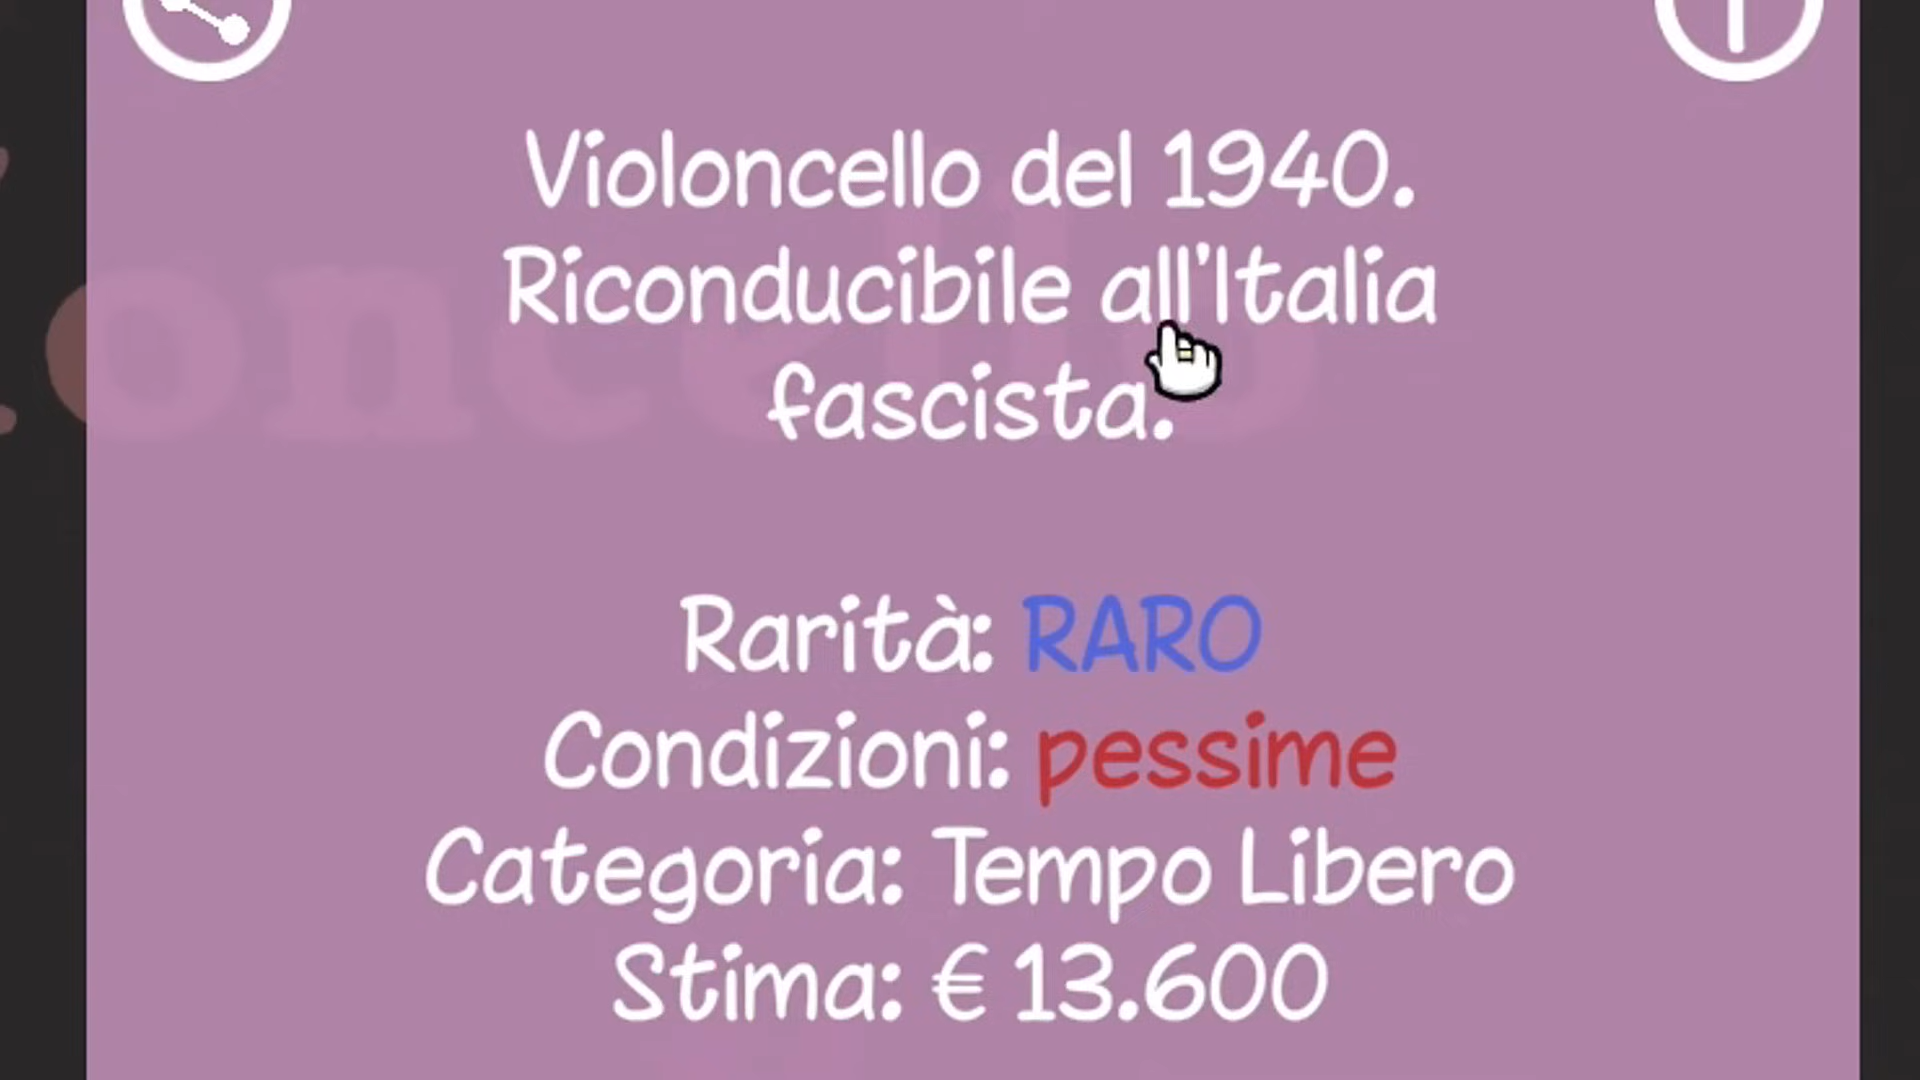 Violoncello del 1940.
Riconducibile all'Italia
fascista.
Rarità: RARO
Condizioni: pessime
Categoria: Tempo Libero
Stima: € 13.600